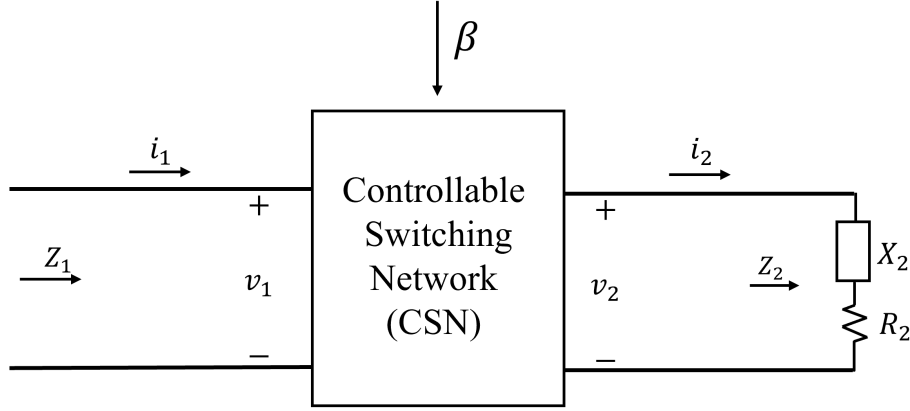 β
i₁
i₂
+
+
Controllable
Switching
Network
(CSN)
Z₁
v₁
v₂
Z₂
X₂
R₂
−
−